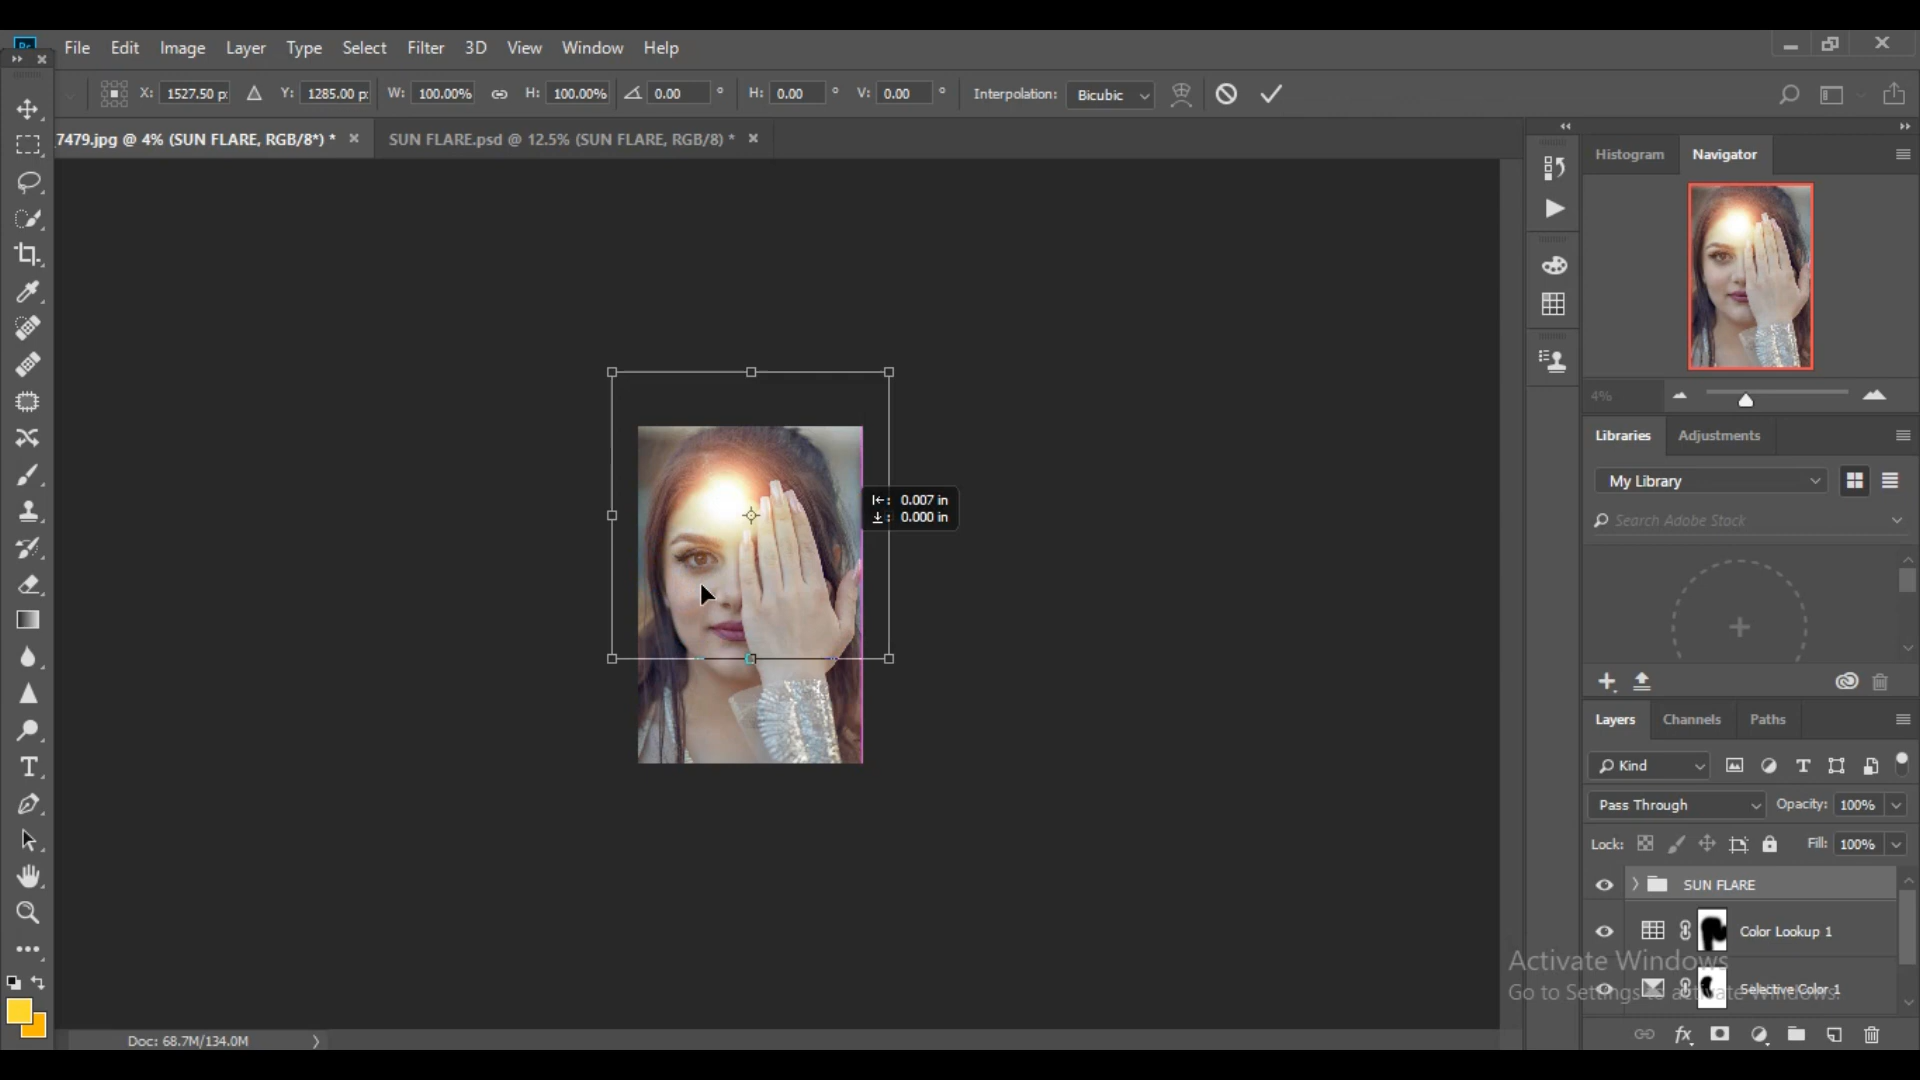 File Edit Image Layer Type Select Filter 3D View Window Help
X: 1527.50 p: Y: 1285.00 p: W: 100.00% H: 100.00% 0.00 ° H: 0.00 ° V: 0.00 ° Interpolation: Bicubic
7479.jpg @ 4% (SUN FLARE, RGB/8*) * × SUN FLARE.psd @ 12.5% (SUN FLARE, RGB/8) * ×
Histogram Navigator
4%
Libraries Adjustments
My Library
Search Adobe Stock
0.007 in
0.000 in
Layers Channels Paths
Kind
Pass Through Opacity: 100%
Lock: Fill: 100%
SUN FLARE
Color Lookup 1
Selective Color 1
Activate Windows
Go to Settings to activate Windows.
Doc: 68.7M/134.0M